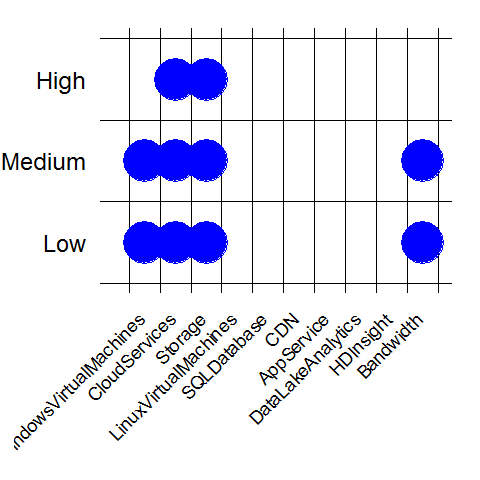 High
Medium
Low
ndowsVirtualMachines
CloudServices
Storage
LinuxVirtualMachines
SQLDatabase
CDN
AppService
DataLakeAnalytics
HDInsight
Bandwidth